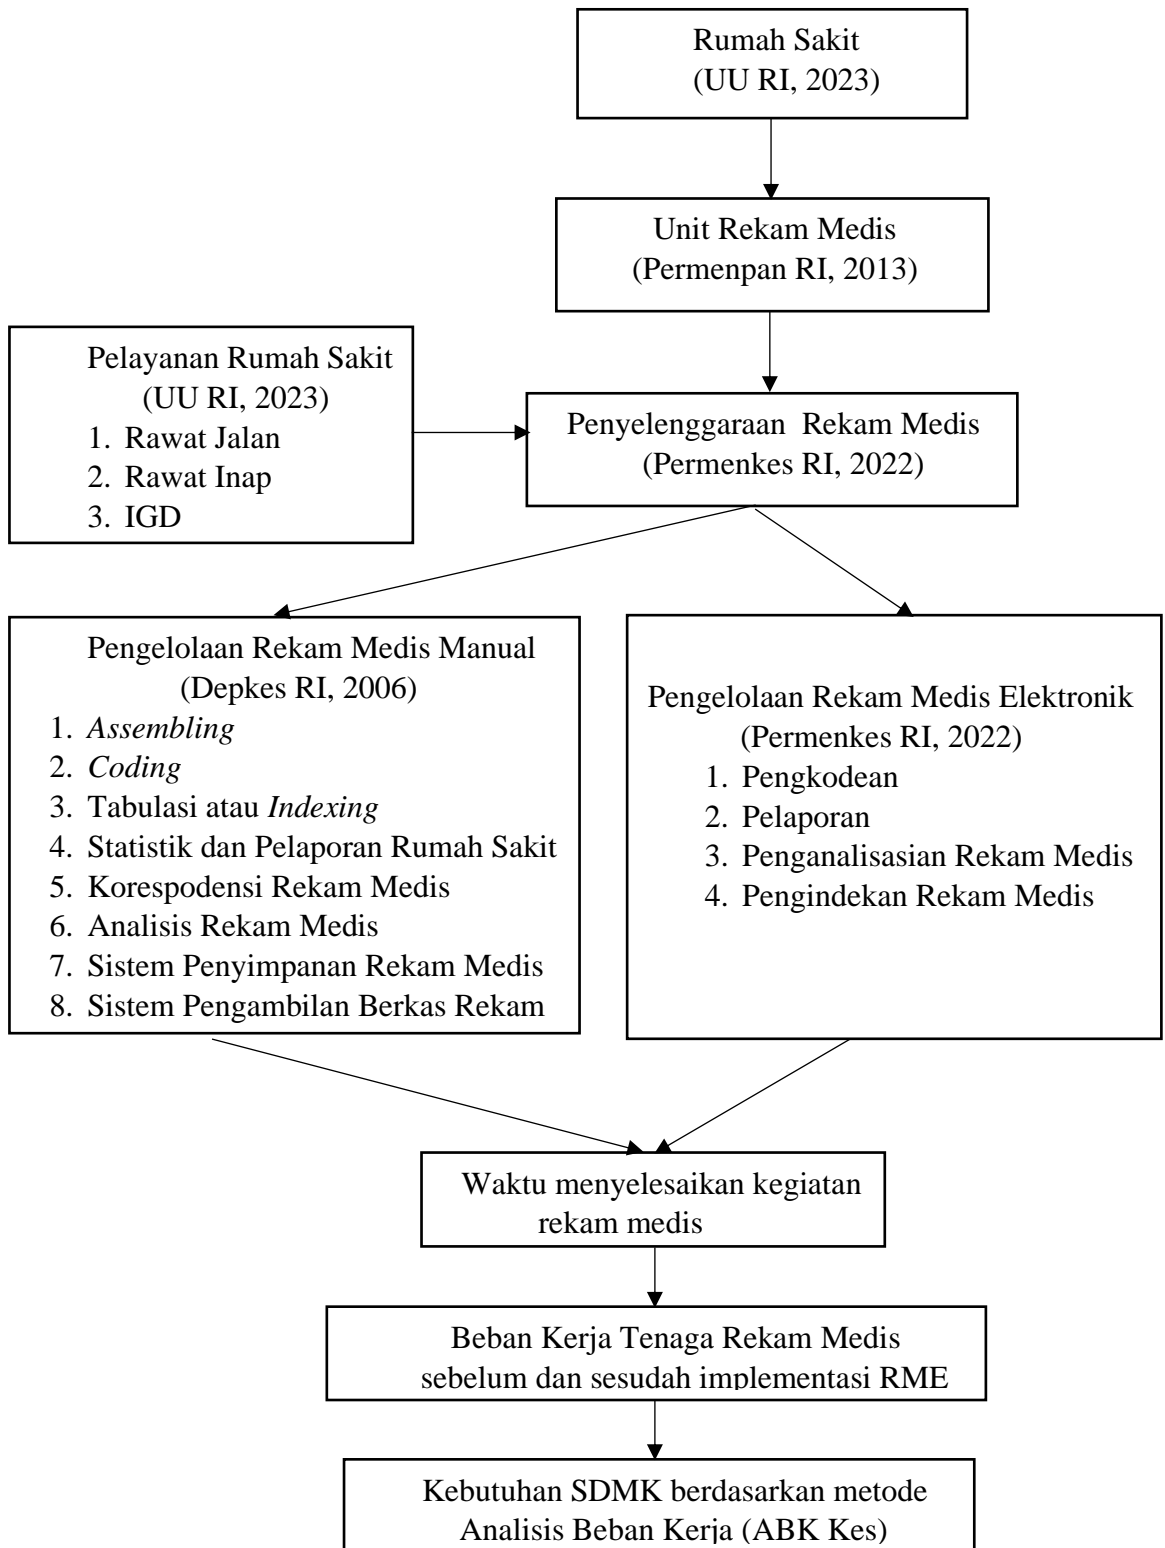 Rumah Sakit
(UU RI, 2023)
Unit Rekam Medis
(Permenpan RI, 2013)
Pelayanan Rumah Sakit
(UU RI, 2023)
1. Rawat Jalan
2. Rawat Inap
3. IGD
Penyelenggaraan Rekam Medis
(Permenkes RI, 2022)
Pengelolaan Rekam Medis Manual
(Depkes RI, 2006)
1. Assembling
2. Coding
3. Tabulasi atau Indexing
4. Statistik dan Pelaporan Rumah Sakit
5. Korespodensi Rekam Medis
6. Analisis Rekam Medis
7. Sistem Penyimpanan Rekam Medis
8. Sistem Pengambilan Berkas Rekam
Pengelolaan Rekam Medis Elektronik
(Permenkes RI, 2022)
1. Pengkodean
2. Pelaporan
3. Penganalisasian Rekam Medis
4. Pengindekan Rekam Medis
Waktu menyelesaikan kegiatan
rekam medis
Beban Kerja Tenaga Rekam Medis
sebelum dan sesudah implementasi RME
Kebutuhan SDMK berdasarkan metode
Analisis Beban Kerja (ABK Kes)